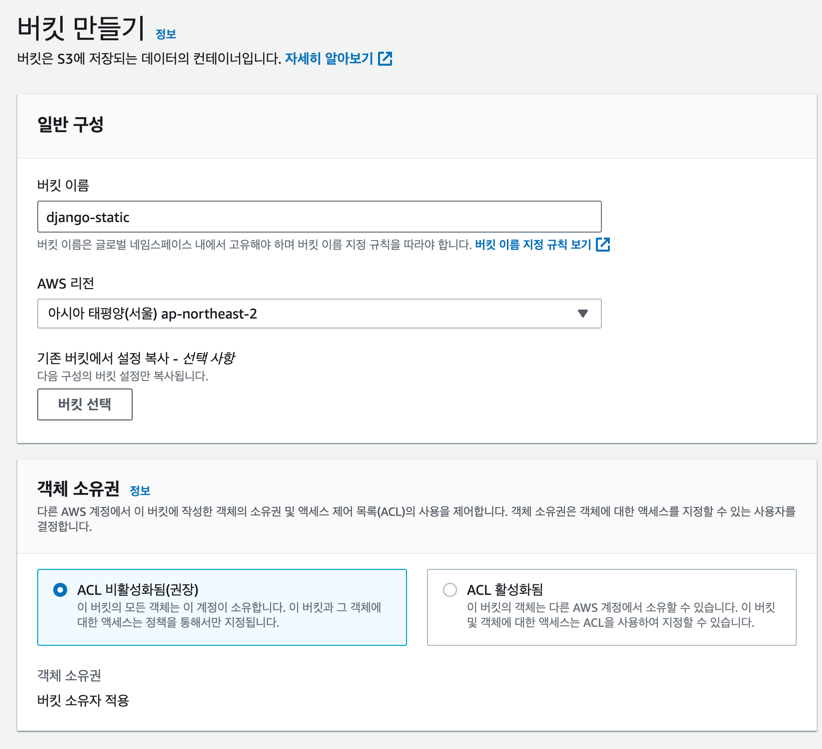 버킷 만들기 정보
버킷은 S3에 저장되는 데이터의 컨테이너입니다. 자세히 알아보기
일반 구성
버킷 이름
django-static
버킷 이름은 글로벌 네임스페이스 내에서 고유해야 하며 버킷 이름 지정 규칙을 따라야 합니다. 버킷 이름 지정 규칙 보기
AWS 리전
아시아 태평양(서울) ap-northeast-2
기존 버킷에서 설정 복사 - 선택 사항
다음 구성의 버킷 설정만 복사됩니다.
버킷 선택
객체 소유권 정보
다른 AWS 계정에서 이 버킷에 작성한 객체의 소유권 및 액세스 제어 목록(ACL)의 사용을 제어합니다. 객체 소유권은 객체에 대한 액세스를 지정할 수 있는 사용자를
결정합니다.
ACL 비활성화됨(권장)
이 버킷의 모든 객체는 이 계정이 소유합니다. 이 버킷과 그 객체에
대한 액세스는 정책을 통해서만 지정됩니다.
ACL 활성화됨
이 버킷의 객체는 다른 AWS 계정에서 소유할 수 있습니다. 이 버킷
및 객체에 대한 액세스는 ACL을 사용하여 지정할 수 있습니다.
객체 소유권
버킷 소유자 적용